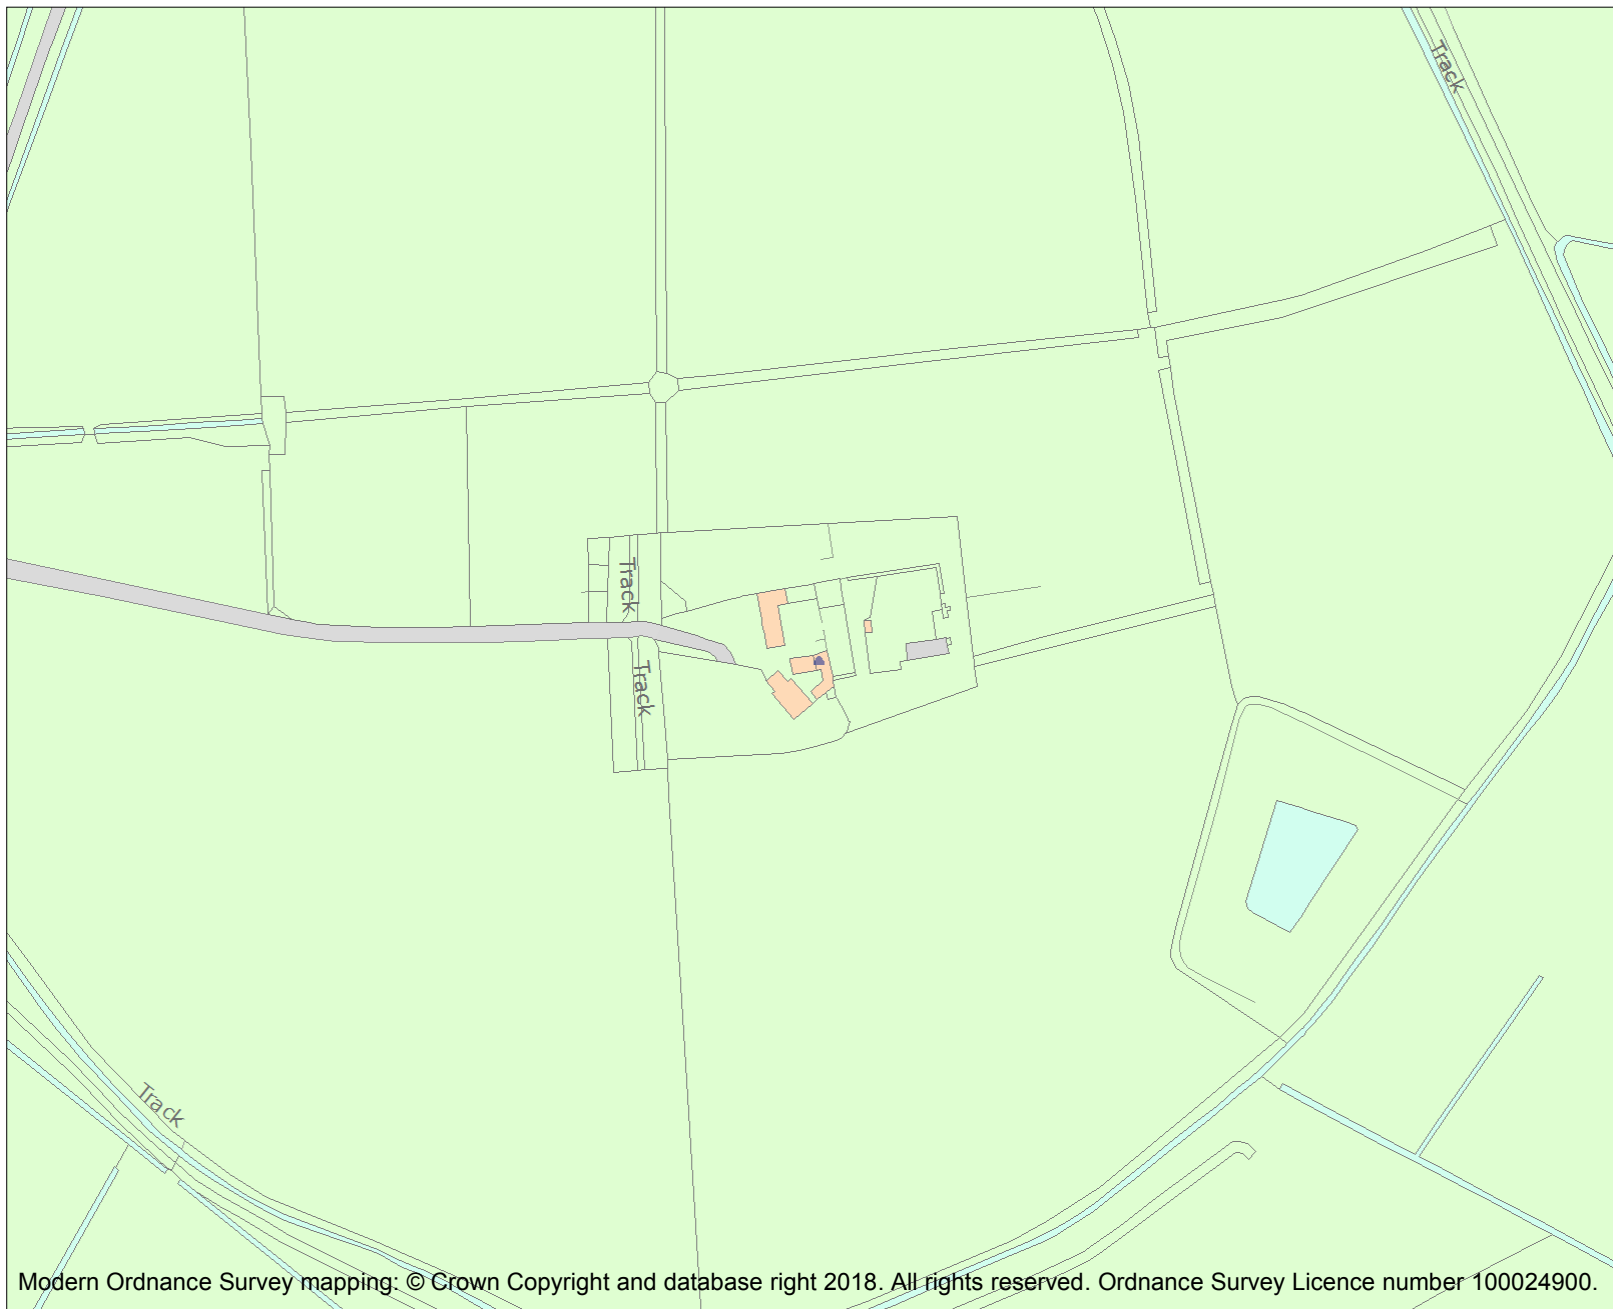 Track
Track
Track
Track
Modern Ordnance Survey mapping: © Crown Copyright and database right 2018. All rights reserved. Ordnance Survey Licence number 100024900.